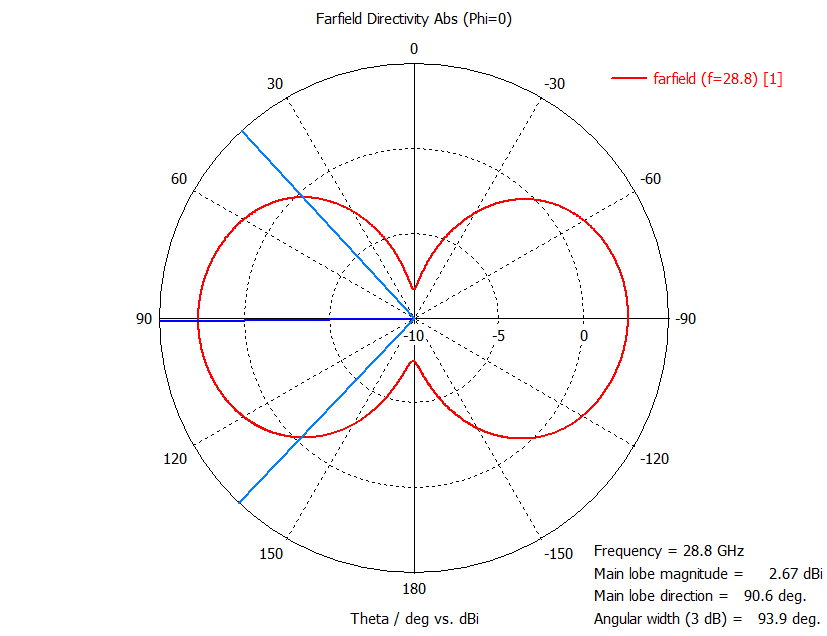 Farfield Directivity Abs (Phi=0)
0
30
-30
farfield (f=28.8) [1]
60
-60
90
-90
-10
-5
0
120
-120
150
-150
180
Theta / deg vs. dBi
Frequency = 28.8 GHz
Main lobe magnitude = 2.67 dBi
Main lobe direction = 90.6 deg.
Angular width (3 dB) = 93.9 deg.